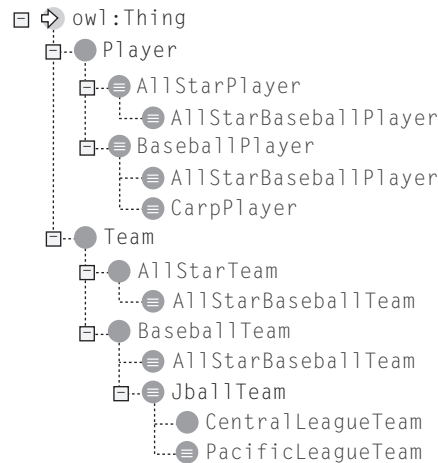 owl:Thing
Player
AllStarPlayer
AllStarBaseballPlayer
BaseballPlayer
AllStarBaseballPlayer
CarpPlayer
Team
AllStarTeam
AllStarBaseballTeam
BaseballTeam
AllStarBaseballTeam
JballTeam
CentralLeagueTeam
PacificLeagueTeam